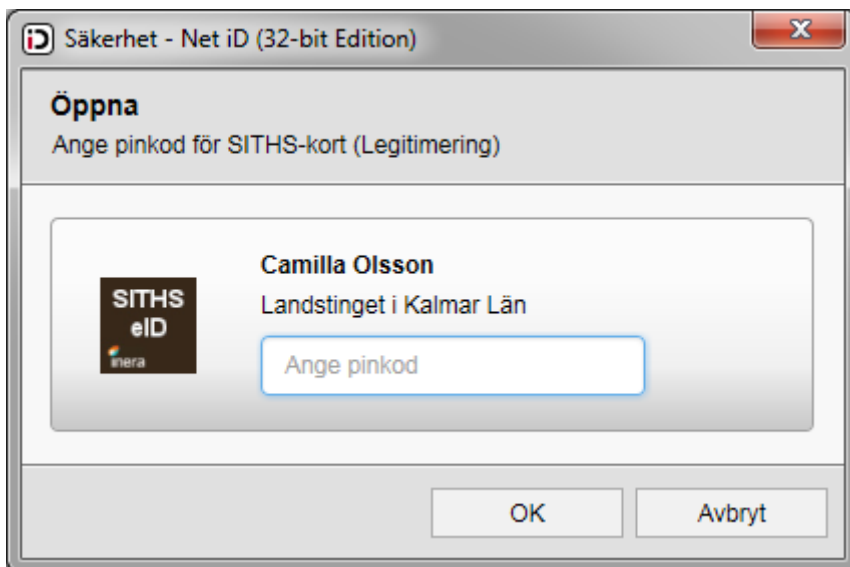 Säkerhet - Net iD (32-bit Edition)
Öppna
Ange pinkod för SITHS-kort (Legitimering)
SITHS
eID
inera
Camilla Olsson
Landstinget i Kalmar Län
Ange pinkod
OK
Avbryt